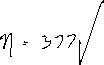 n = 377√